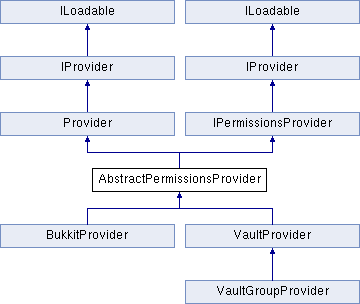 ILoadable
ILoadable
IProvider
IProvider
Provider
IPermissionsProvider
AbstractPermissionsProvider
BukkitProvider
VaultProvider
VaultGroupProvider